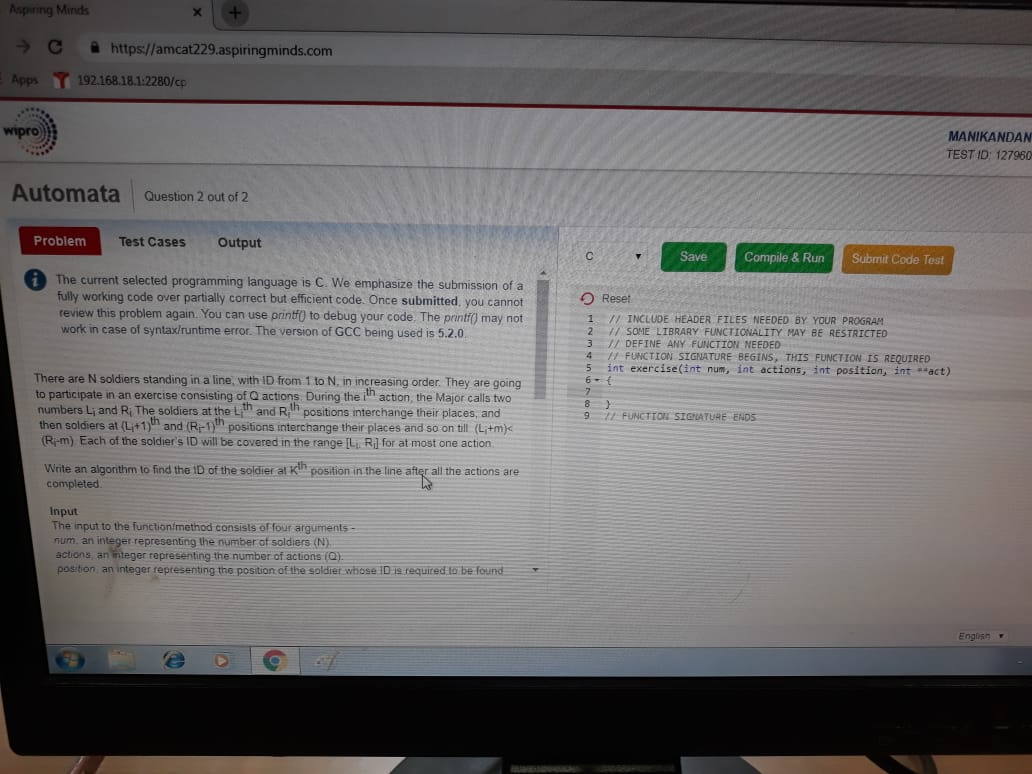 Aspiring Minds × +
https://amcat229.aspiringminds.com
Apps 192.168.18.1:2280/cp
wipro
MANIKANDAN
TEST ID: 127960
Automata Question 2 out of 2
Problem Test Cases Output
C Save Compile & Run Submit Code Test
i The current selected programming language is C. We emphasize the submission of a
fully working code over partially correct but efficient code. Once submitted, you cannot
review this problem again. You can use printf() to debug your code. The printf() may not
work in case of syntax/runtime error. The version of GCC being used is 5.2.0.
There are N soldiers standing in a line, with ID from 1 to N, in increasing order. They are going
to participate in an exercise consisting of Q actions. During the ith action, the Major calls two
numbers Li and Ri. The soldiers at the Lith and Rith positions interchange their places, and
then soldiers at (Li+1)th and (Ri-1)th positions interchange their places and so on till (Li+m)<
(Ri-m). Each of the soldier's ID will be covered in the range [Li, Ri] for at most one action.
Write an algorithm to find the ID of the soldier at Kth position in the line after all the actions are
completed.
Input
The input to the function/method consists of four arguments -
num, an integer representing the number of soldiers (N).
actions, an integer representing the number of actions (Q).
position, an integer representing the position of the soldier whose ID is required to be found
Reset
1 // INCLUDE HEADER FILES NEEDED BY YOUR PROGRAM
2 // SOME LIBRARY FUNCTIONALITY MAY BE RESTRICTED
3 // DEFINE ANY FUNCTION NEEDED
4 // FUNCTION SIGNATURE BEGINS, THIS FUNCTION IS REQUIRED
5 int exercise(int num, int actions, int position, int **act)
6 {
7
8 }
9 // FUNCTION SIGNATURE ENDS
English